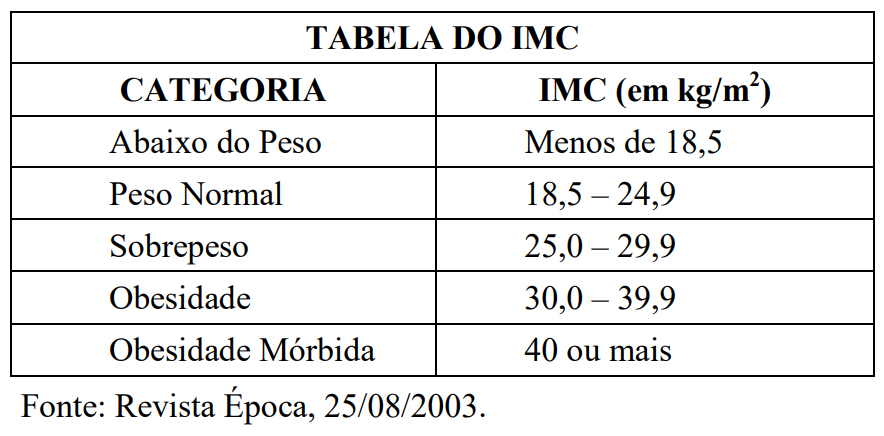 TABELA DO IMC
CATEGORIA IMC (em kg/m²)
Abaixo do Peso Menos de 18,5
Peso Normal 18,5 – 24,9
Sobrepeso 25,0 – 29,9
Obesidade 30,0 – 39,9
Obesidade Mórbida 40 ou mais
Fonte: Revista Época, 25/08/2003.